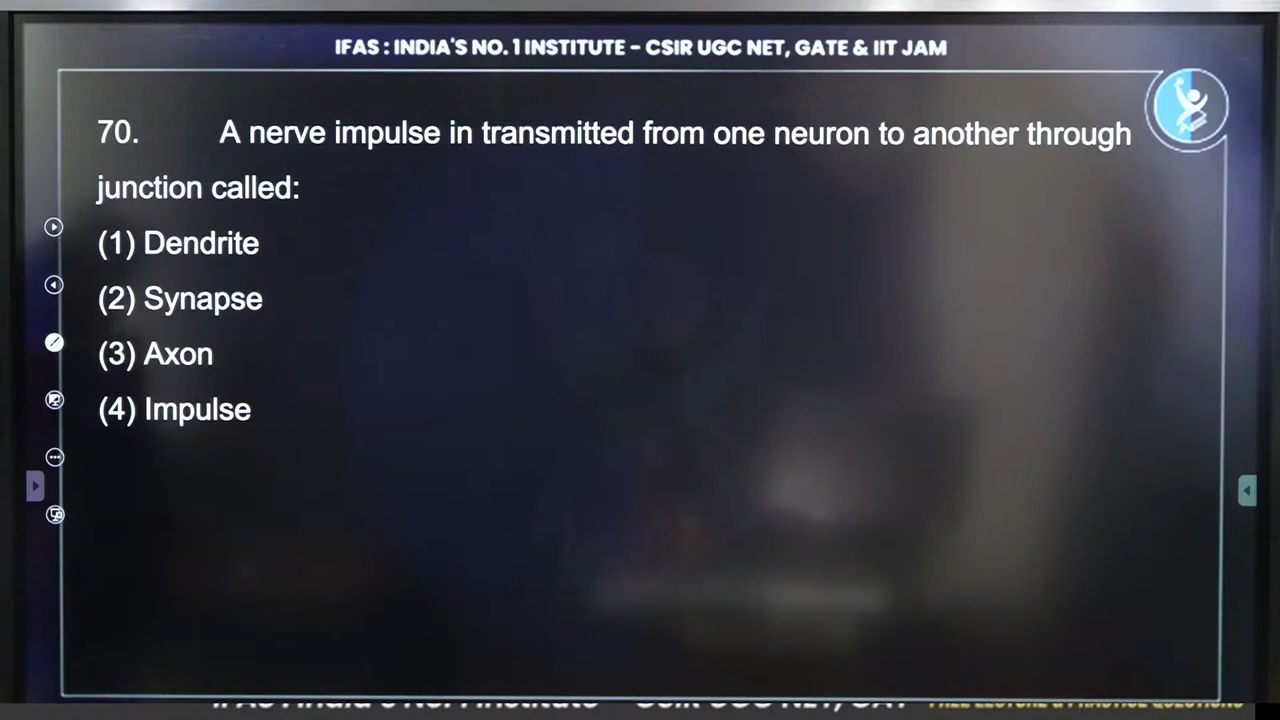 IFAS : INDIA'S NO. 1 INSTITUTE - CSIR UGC NET, GATE & IIT JAM
70. A nerve impulse in transmitted from one neuron to another through
junction called:
(1) Dendrite
(2) Synapse
(3) Axon
(4) Impulse